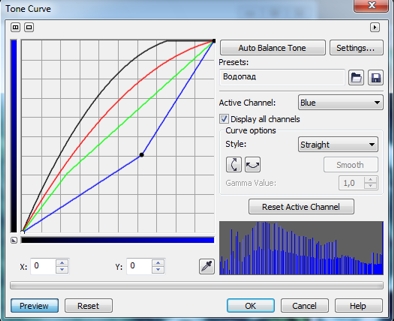 Tone Curve
Auto Balance Tone
Settings...
Presets:
Водопад
Active Channel:
Blue
Display all channels
Curve options
Style:
Straight
Smooth
Gamma Value:
1,0
Reset Active Channel
X: 0
Y: 0
Preview
Reset
OK
Cancel
Help